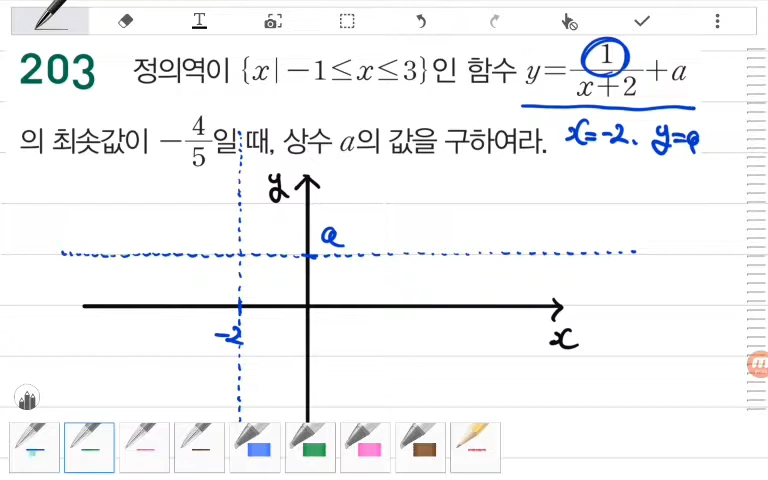 203 정의역이 {x|−1≤x≤3}인 함수 y=1/(x+2)+a
의 최솟값이 −4/5일 때, 상수 a의 값을 구하여라. x=-2. y=a
y
a
-2
x